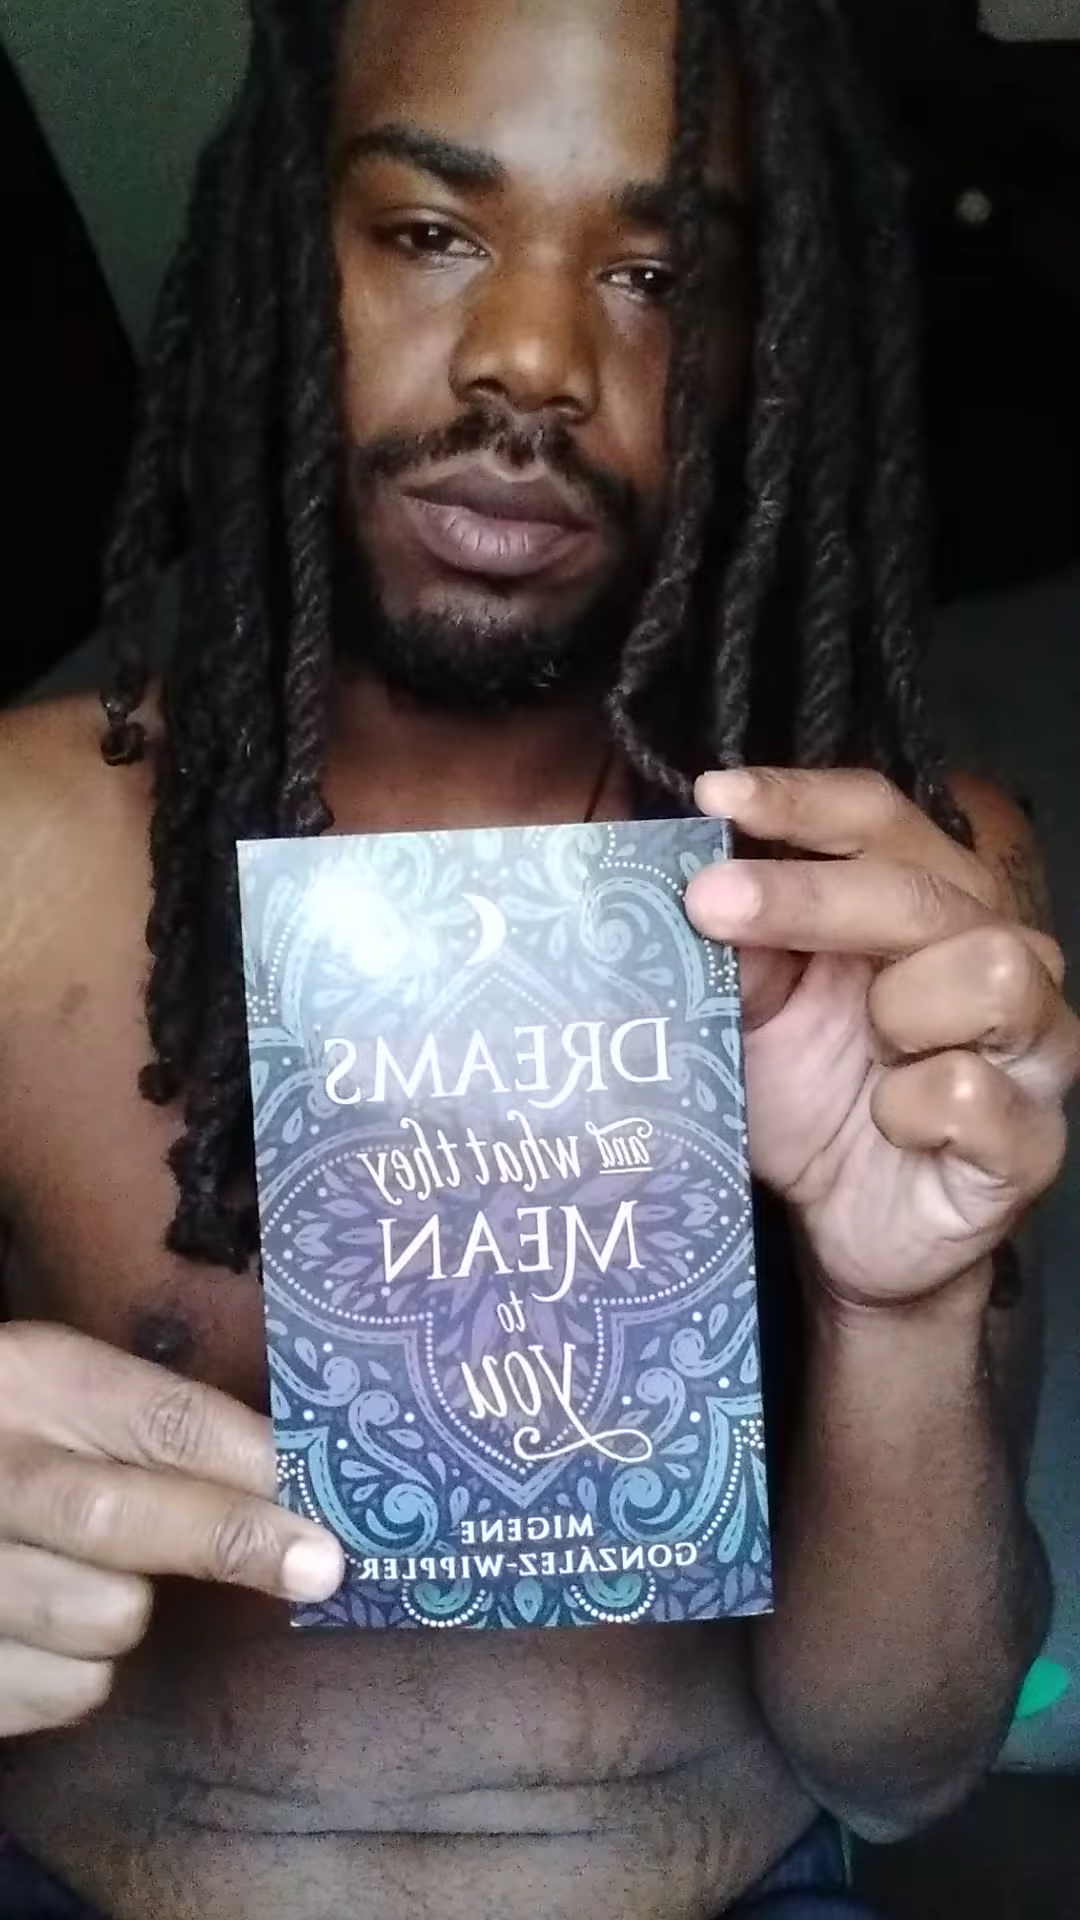 DREAMS
and what they
MEAN
to
you
MIGENE
GONZÁLEZ-WIPPLER